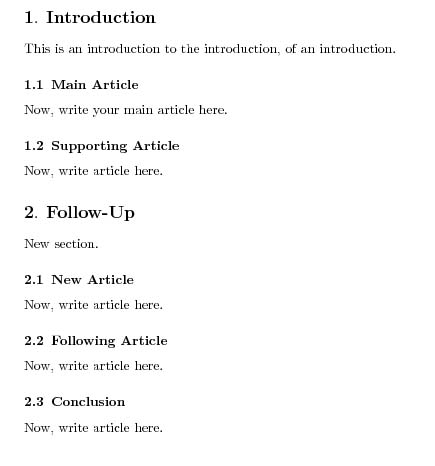 1. Introduction
This is an introduction to the introduction, of an introduction.
1.1 Main Article
Now, write your main article here.
1.2 Supporting Article
Now, write article here.
2. Follow-Up
New section.
2.1 New Article
Now, write article here.
2.2 Following Article
Now, write article here.
2.3 Conclusion
Now, write article here.